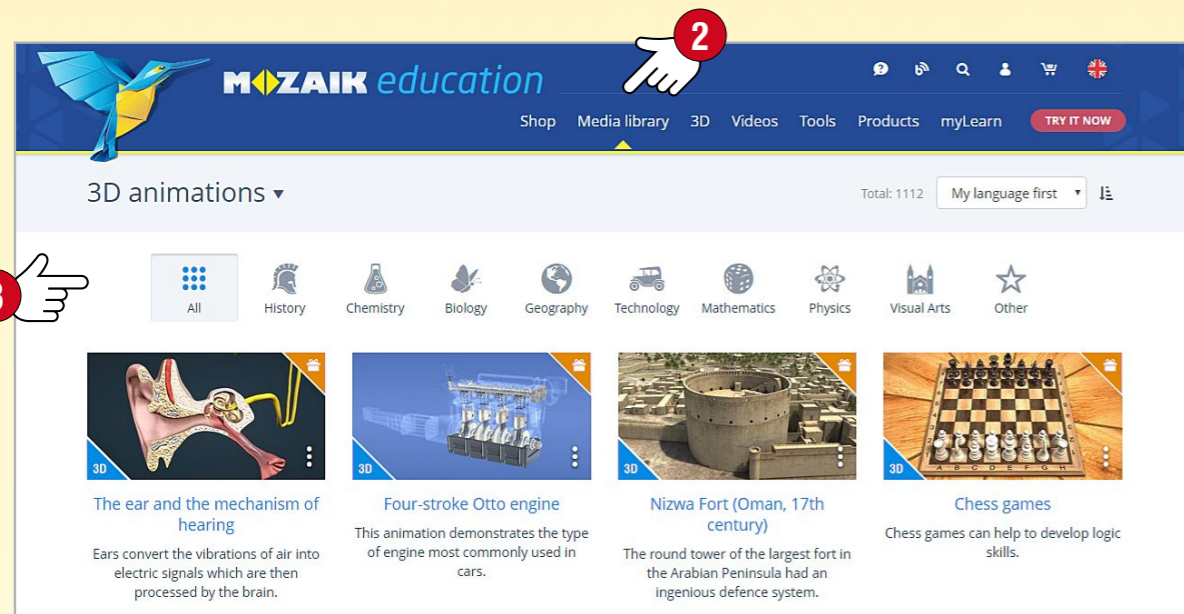 2
MOZAIK education
Shop Media library 3D Videos Tools Products myLearn TRY IT NOW
3D animations
Total: 1112 My language first
All History Chemistry Biology Geography Technology Mathematics Physics Visual Arts Other
3D 3D 3D 3D
The ear and the mechanism of
hearing
Ears convert the vibrations of air into
electric signals which are then
processed by the brain.
Four-stroke Otto engine
This animation demonstrates the type
of engine most commonly used in
cars.
Nizwa Fort (Oman, 17th
century)
The round tower of the largest fort in
the Arabian Peninsula had an
ingenious defence system.
A B C D E F G H
Chess games
Chess games can help to develop logic
skills.